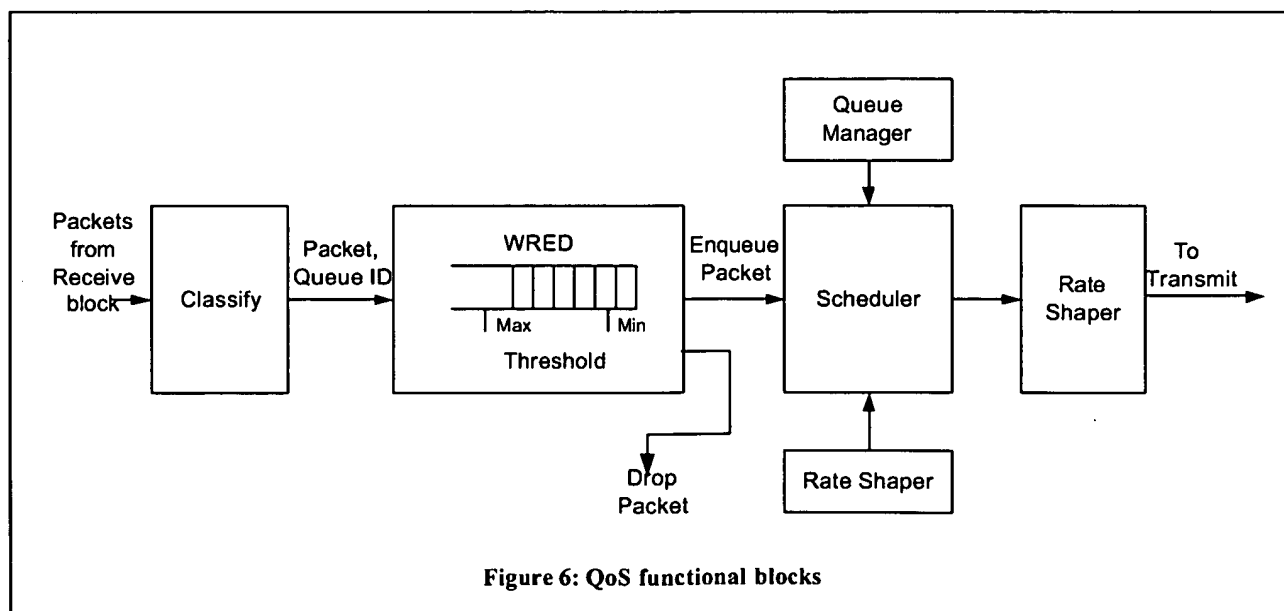 Queue
Manager
Packets
from
Receive
block
Classify
Packet,
Queue ID
WRED
Max
Min
Threshold
Enqueue
Packet
Drop
Packet
Scheduler
Rate Shaper
Rate
Shaper
To
Transmit
Figure 6: QoS functional blocks